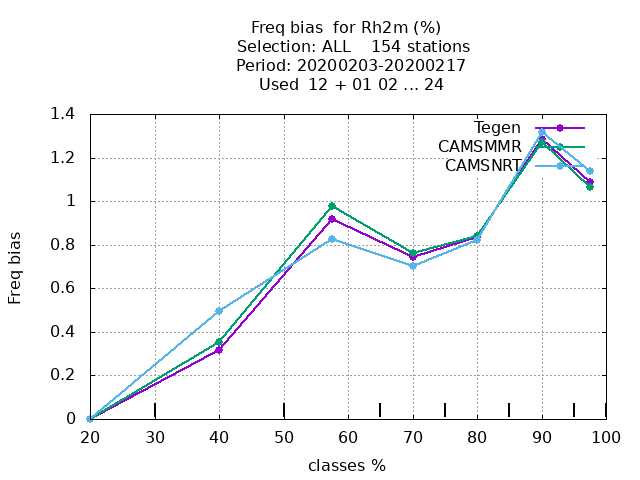 Freq bias  for Rh2m (%)
Selection: ALL    154 stations
Period: 20200203-20200217
Used  12 + 01 02 ... 24
Tegen
CAMSMMR
CAMSNRT
1.4
1.2
1
0.8
0.6
0.4
0.2
0
Freq bias
20 30 40 50 60 70 80 90 100
classes %